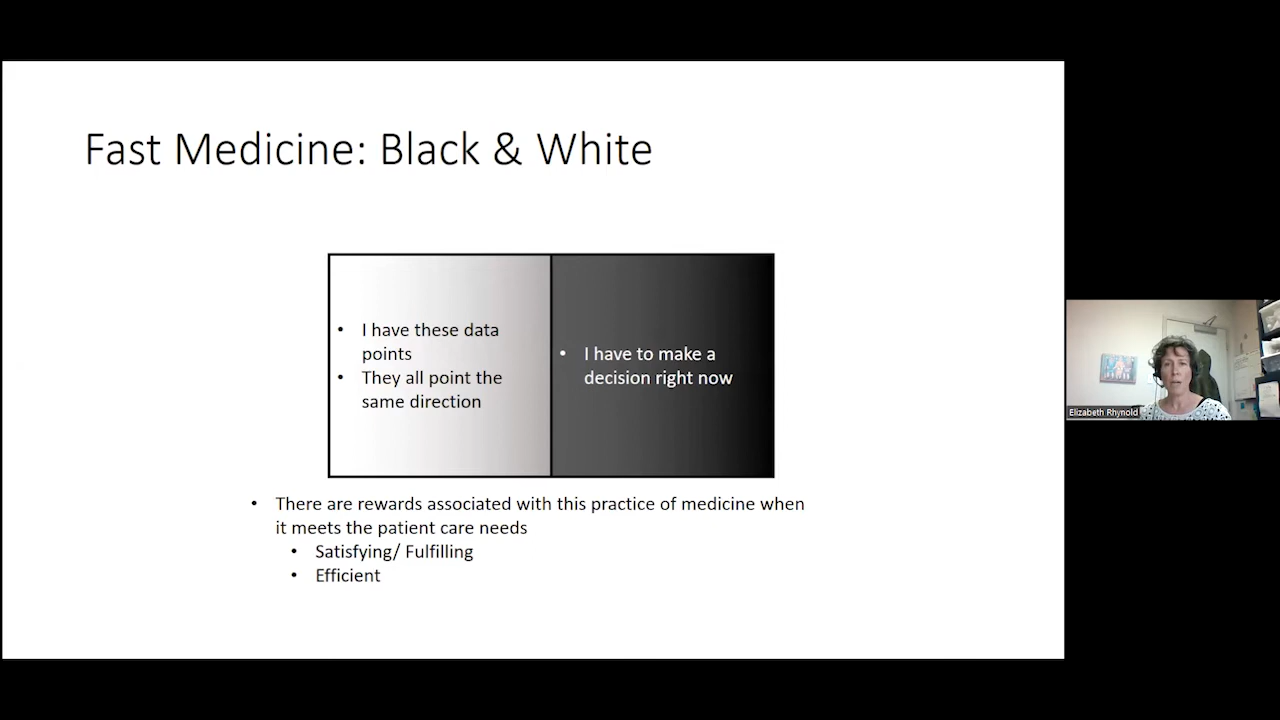 Fast Medicine: Black & White
• I have these data
points
• They all point the
same direction
• I have to make a
decision right now
• There are rewards associated with this practice of medicine when
it meets the patient care needs
• Satisfying/ Fulfilling
• Efficient
Elizabeth Rhynold